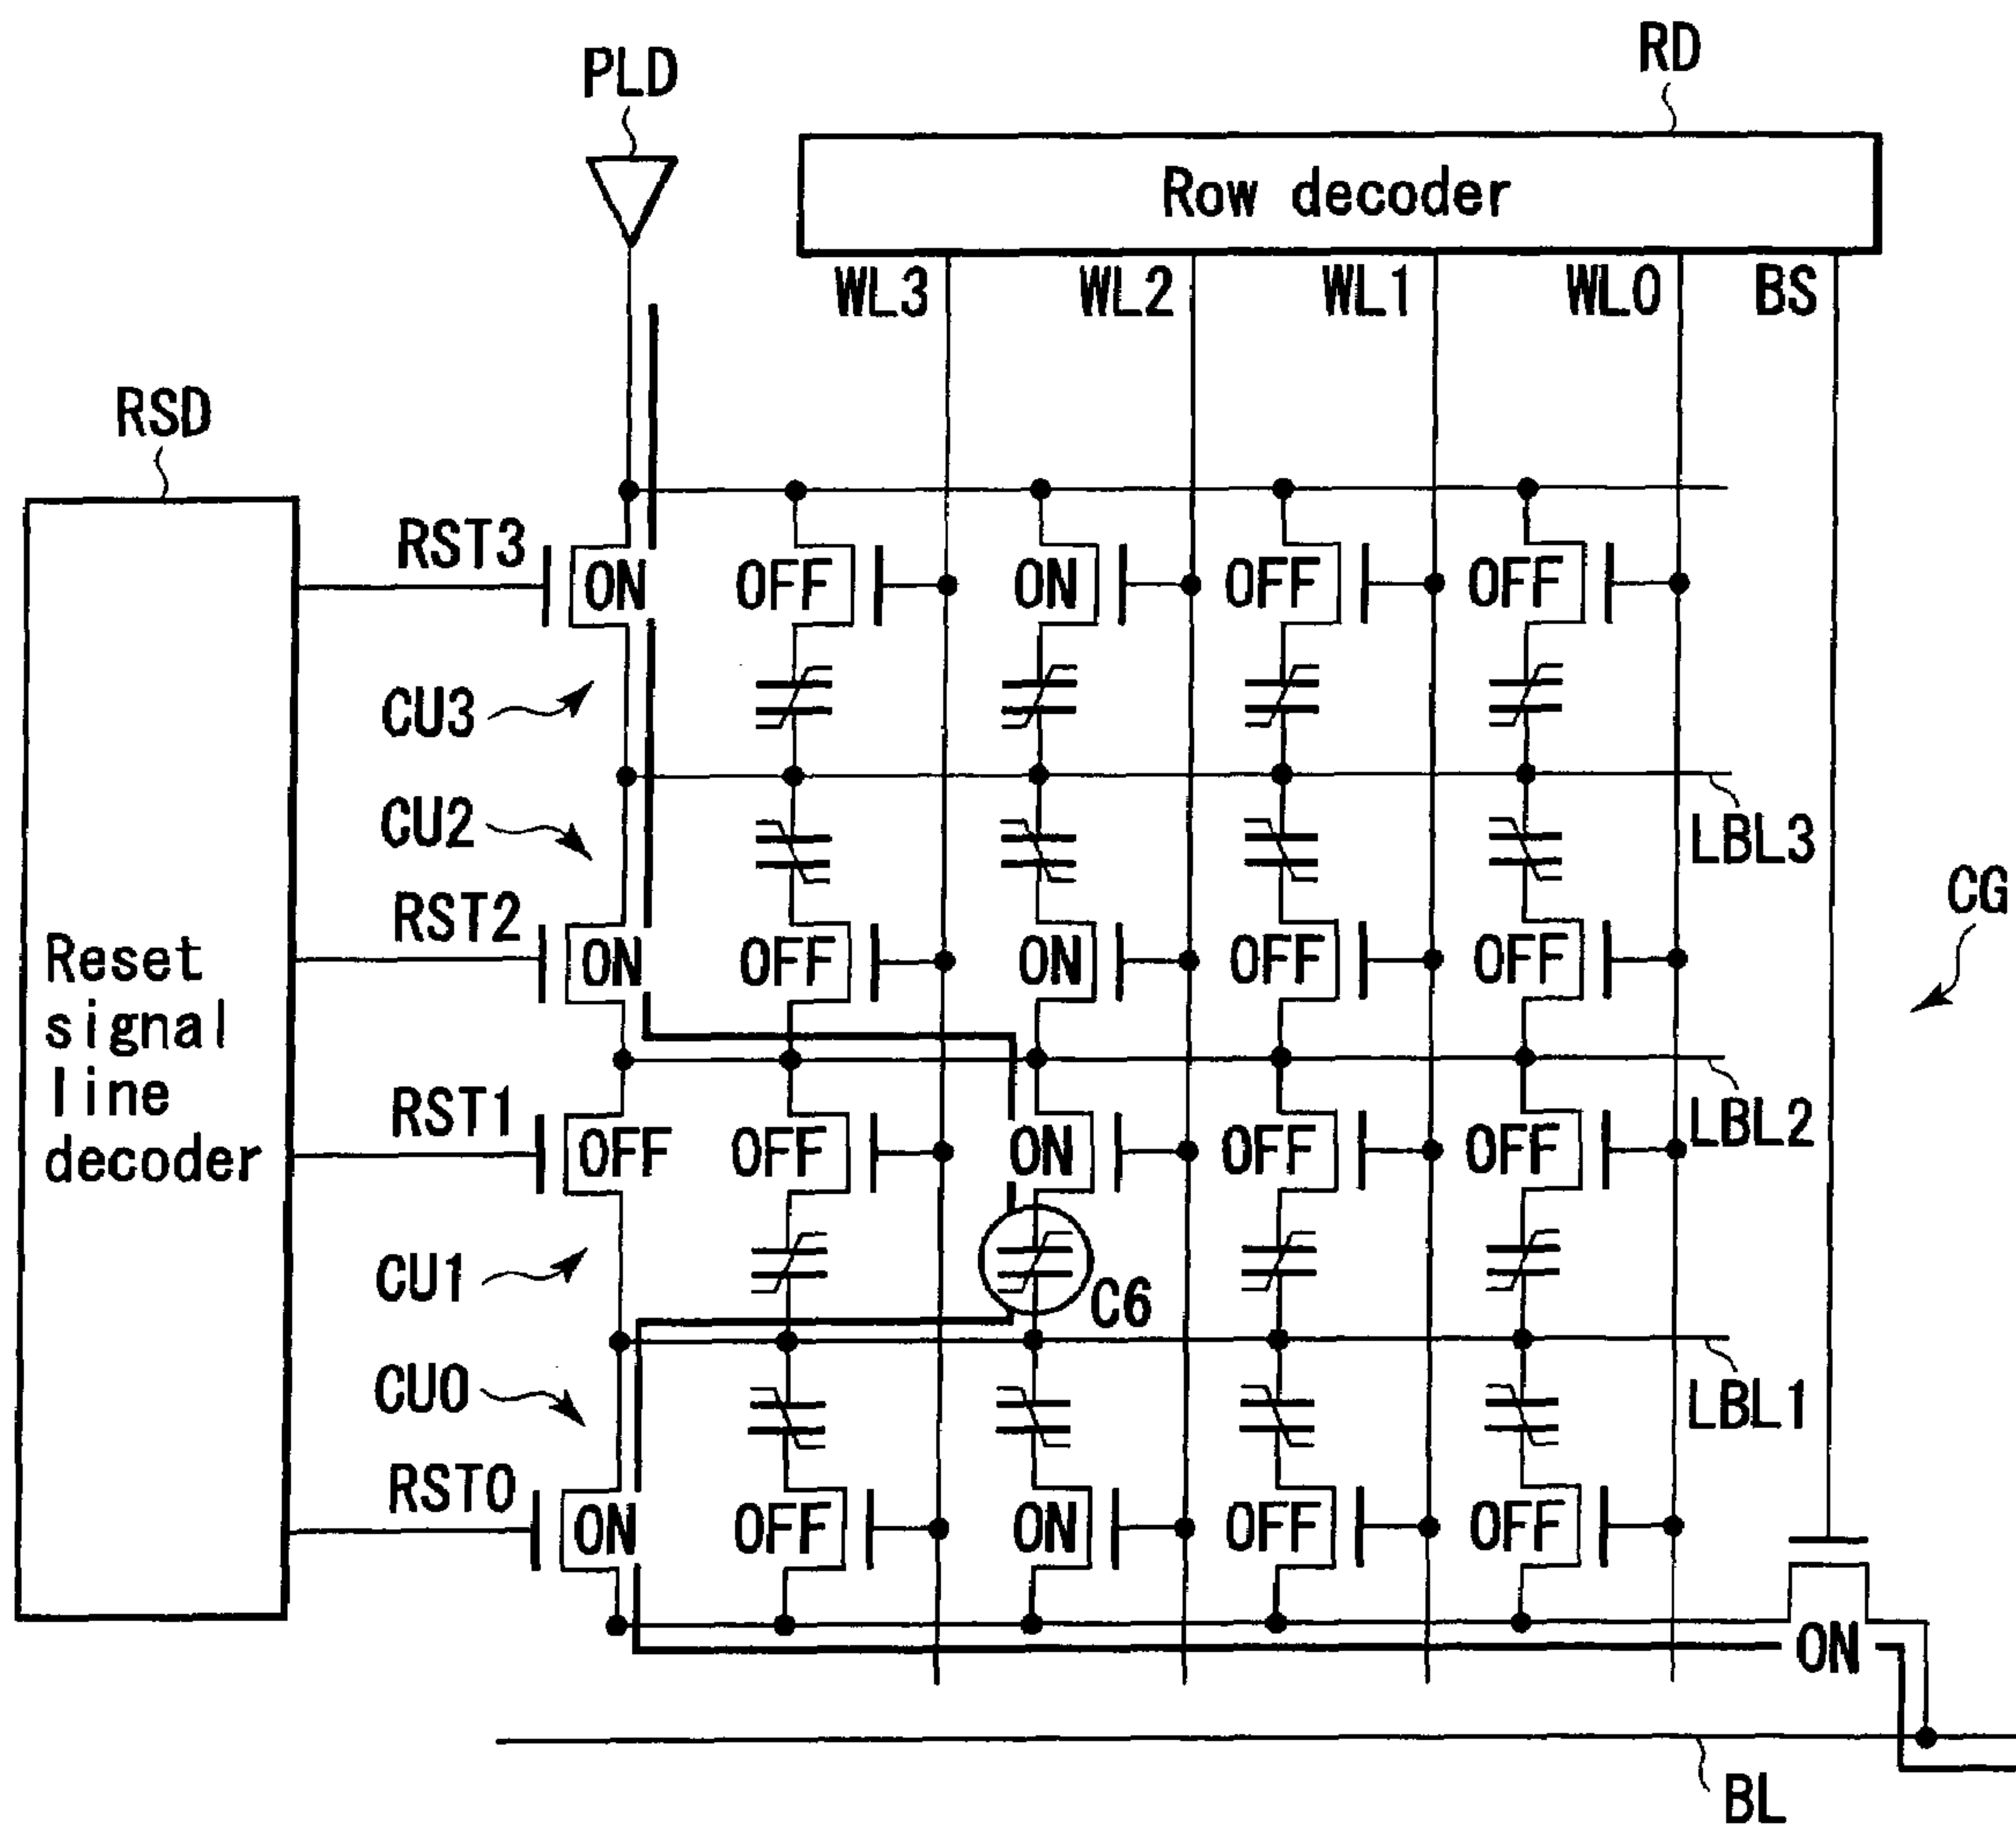 PLD
RD
Row decoder
WL3 WL2 WL1 WL0 BS
RSD
RST3 ON OFF ON OFF OFF
CU3
CU2
LBL3
CG
RST2 ON OFF ON OFF OFF
Reset
signal
line
decoder
RST1 OFF OFF ON OFF OFF
LBL2
CU1
C6
CU0
LBL1
RST0 ON OFF ON OFF OFF
ON
BL